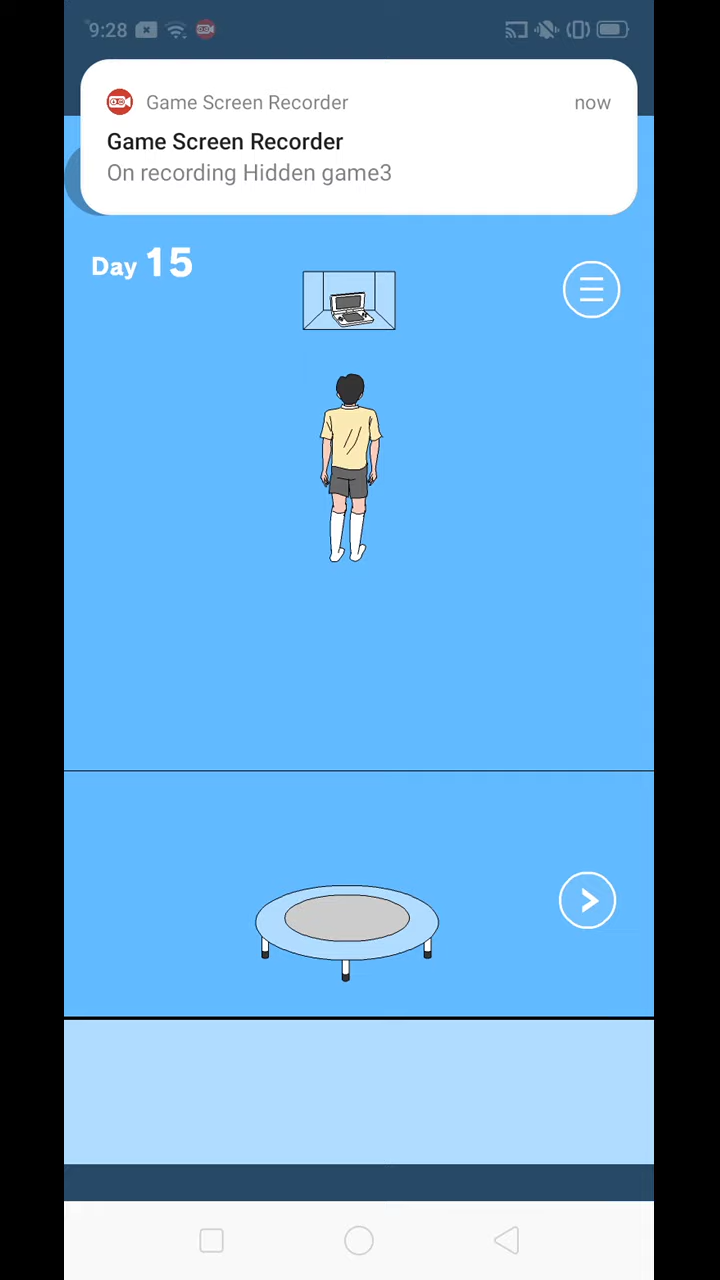 9:28
Game Screen Recorder now
Game Screen Recorder
On recording Hidden game3
Day 15